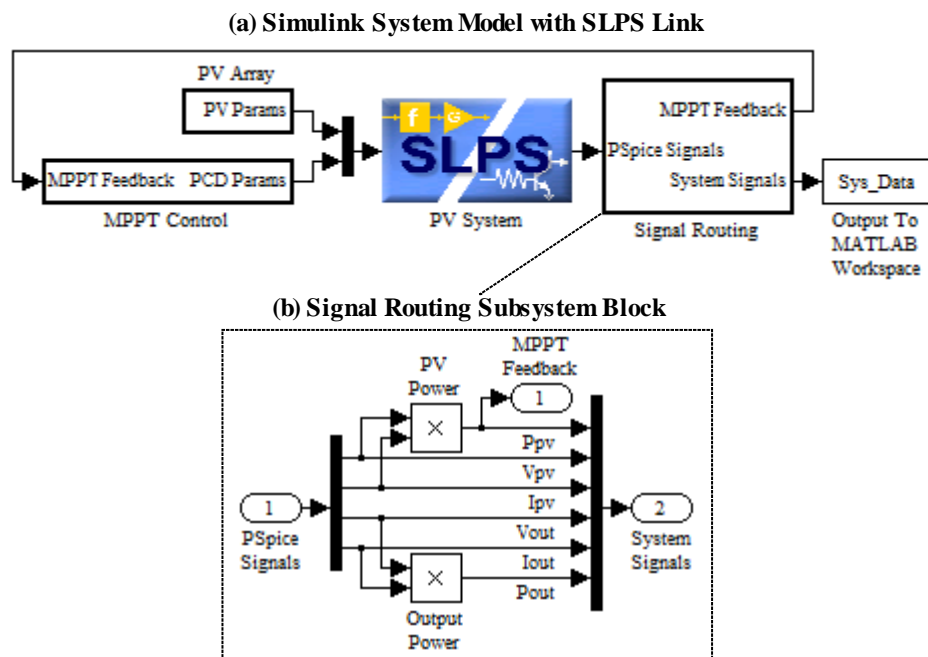 (a) Simulink System Model with SLPS Link
PV Array
PV Params
MPPT Feedback
PCD Params
MPPT Control
f
G
SLPS
PV System
MPPT Feedback
PSpice Signals
System Signals
Signal Routing
Sys_Data
Output To
MATLAB
Workspace
(b) Signal Routing Subsystem Block
MPPT
Feedback
1
PV
Power
×
Ppv
Vpv
Ipv
Vout
Iout
Pout
1
PSpice
Signals
×
Output
Power
2
System
Signals